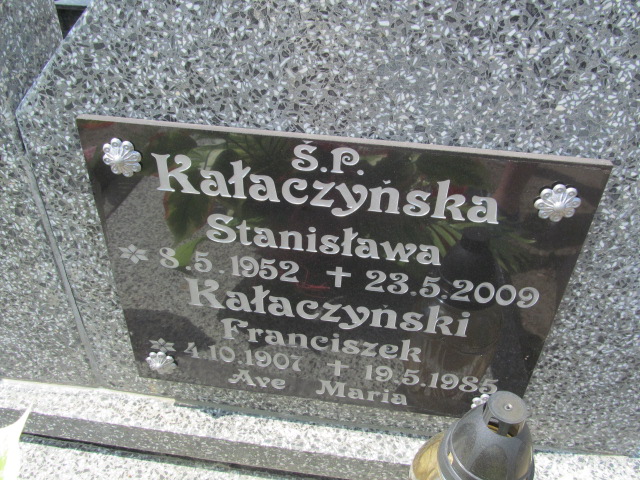 Ś.P.
Kałaczyńska
Stanisława
* 8.5.1952 + 23.5.2009
Kałaczyński
Franciszek
* 4.10.1907 + 19.5.1985
Ave Maria